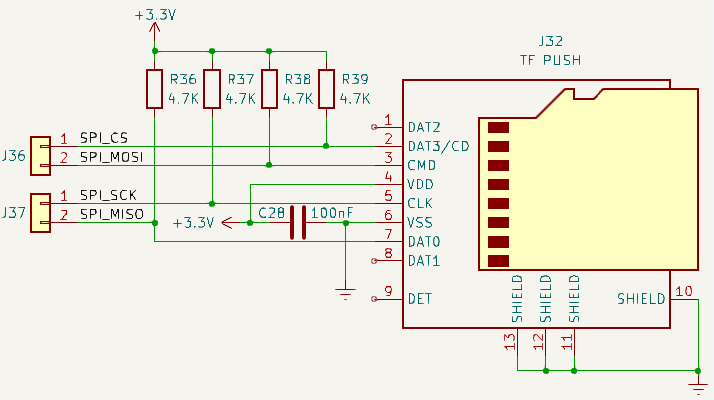 +3.3V
J32
TF PUSH
R36 R37 R38 R39
4.7K 4.7K 4.7K 4.7K
1 DAT2
J36 1 SPI_CS 2 DAT3/CD
2 SPI_MOSI 3 CMD
4 VDD
J37 1 SPI_SCK 5 CLK
2 SPI_MISO +3.3V C28 100nF 6 VSS
7 DAT0
8 DAT1
9 DET SHIELD SHIELD SHIELD SHIELD 10
13 12 11